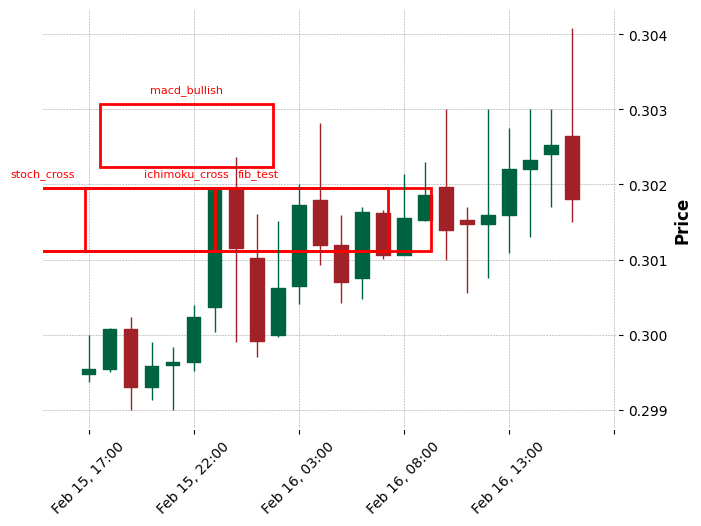 macd_bullish
stoch_cross
ichimoku_cross
fib_test
0.304
0.303
0.302
0.301
0.300
0.299
Price
Feb 15, 17:00
Feb 15, 22:00
Feb 16, 03:00
Feb 16, 08:00
Feb 16, 13:00